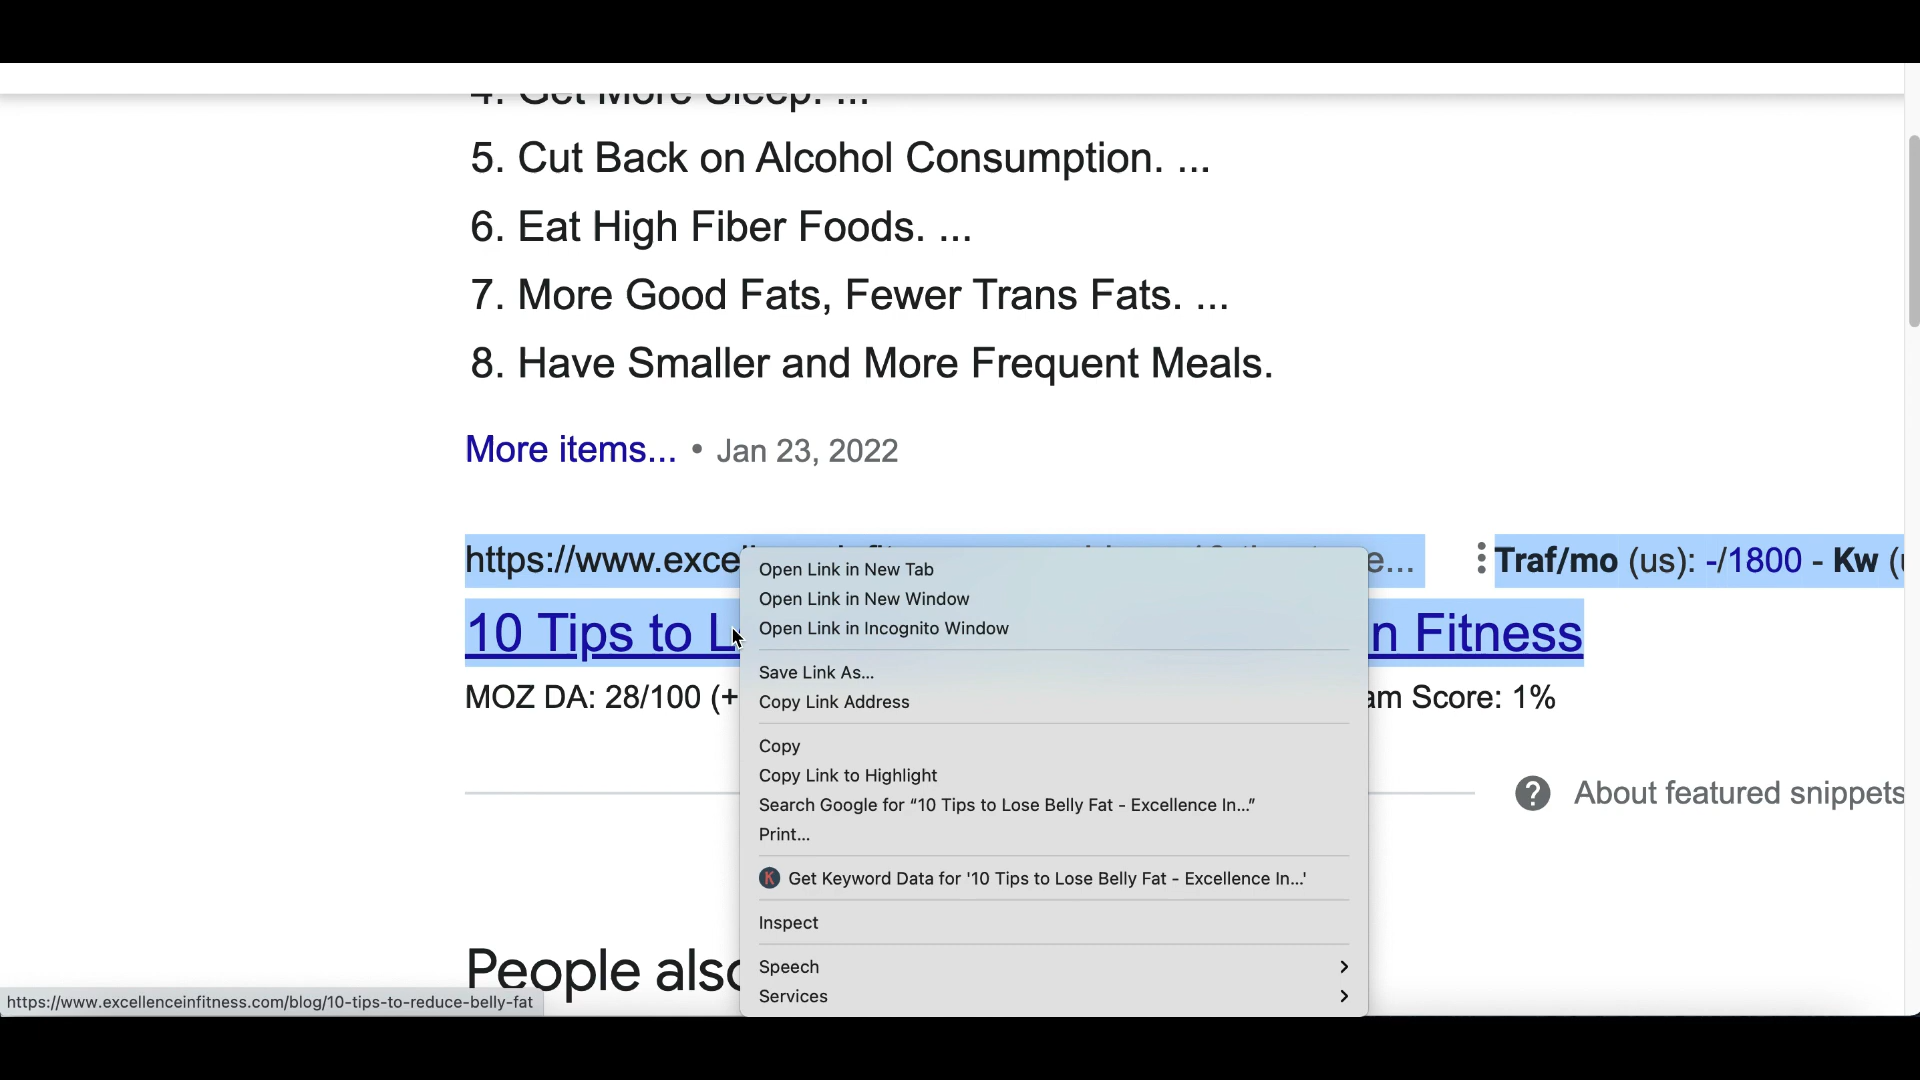 4. Get More Sleep. ...
5. Cut Back on Alcohol Consumption. ...
6. Eat High Fiber Foods. ...
7. More Good Fats, Fewer Trans Fats. ...
8. Have Smaller and More Frequent Meals.
More items... • Jan 23, 2022
https://www.exce e... Traf/mo (us): -/1800 - Kw
10 Tips to L n Fitness
MOZ DA: 28/100 (+ am Score: 1%
Open Link in New Tab
Open Link in New Window
Open Link in Incognito Window
Save Link As...
Copy Link Address
Copy
Copy Link to Highlight
Search Google for “10 Tips to Lose Belly Fat - Excellence In...”
Print...
Get Keyword Data for '10 Tips to Lose Belly Fat - Excellence In...'
Inspect
Speech
Services
About featured snippets
People also
https://www.excellenceinfitness.com/blog/10-tips-to-reduce-belly-fat